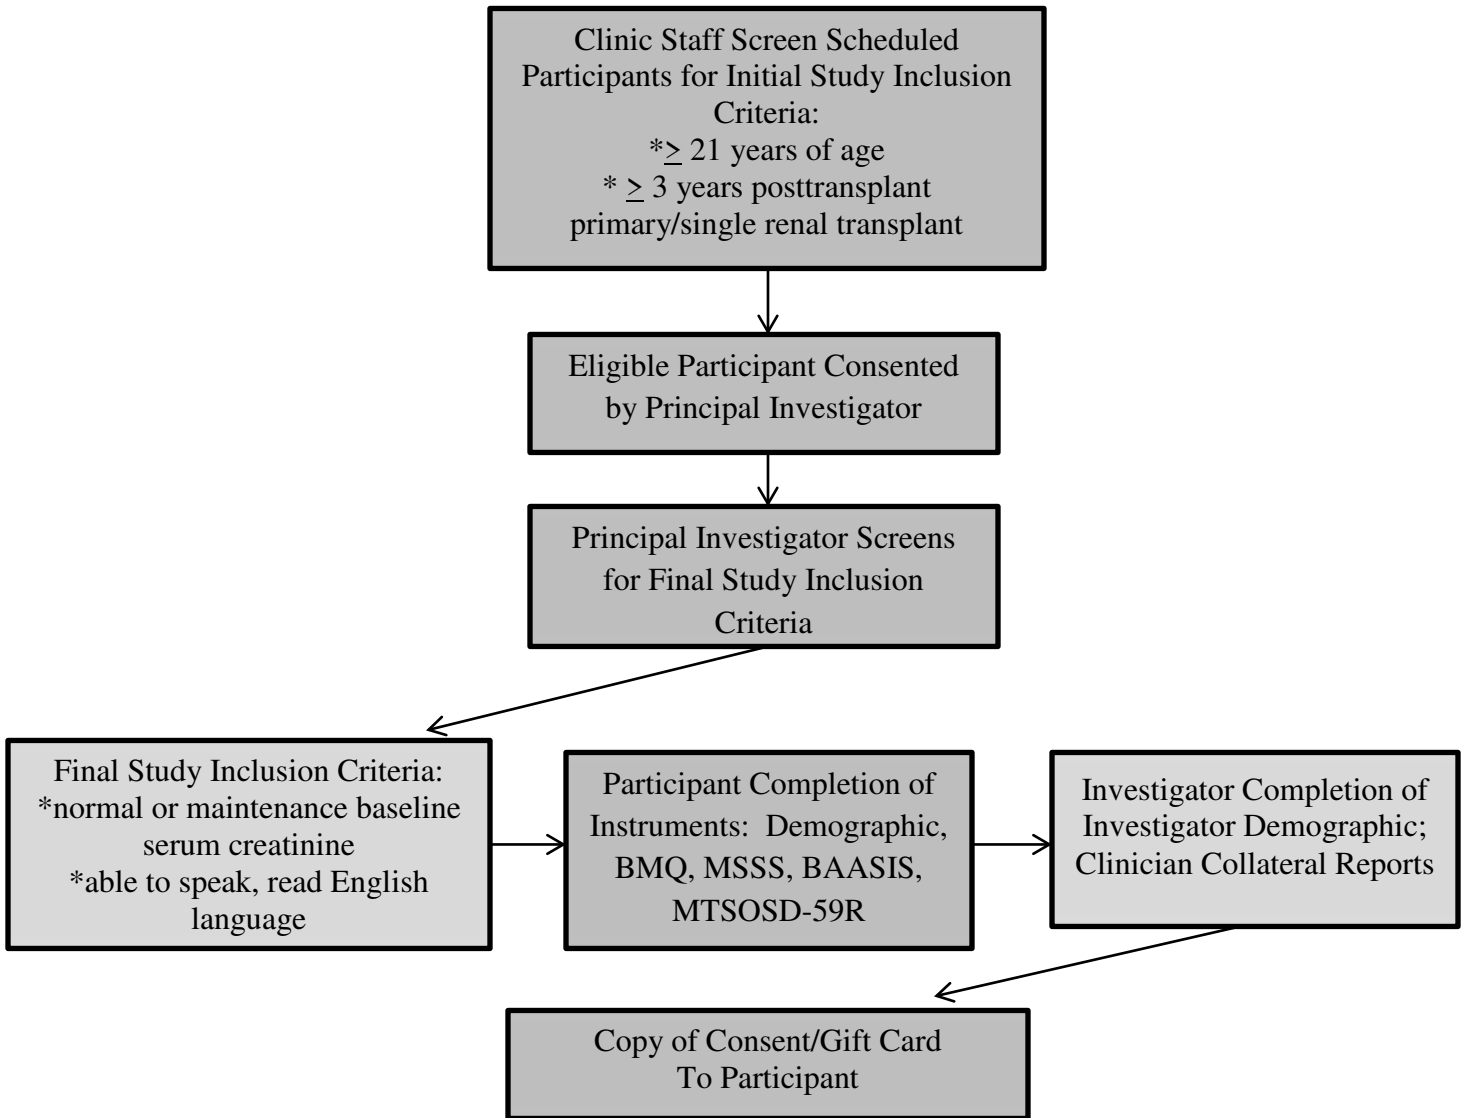 Clinic Staff Screen Scheduled
Participants for Initial Study Inclusion
Criteria:
*≥ 21 years of age
* ≥ 3 years posttransplant
primary/single renal transplant
Eligible Participant Consented
by Principal Investigator
Principal Investigator Screens
for Final Study Inclusion
Criteria
Final Study Inclusion Criteria:
*normal or maintenance baseline
serum creatinine
*able to speak, read English
language
Participant Completion of
Instruments: Demographic,
BMQ, MSSS, BAASIS,
MTSOSD-59R
Investigator Completion of
Investigator Demographic;
Clinician Collateral Reports
Copy of Consent/Gift Card
To Participant